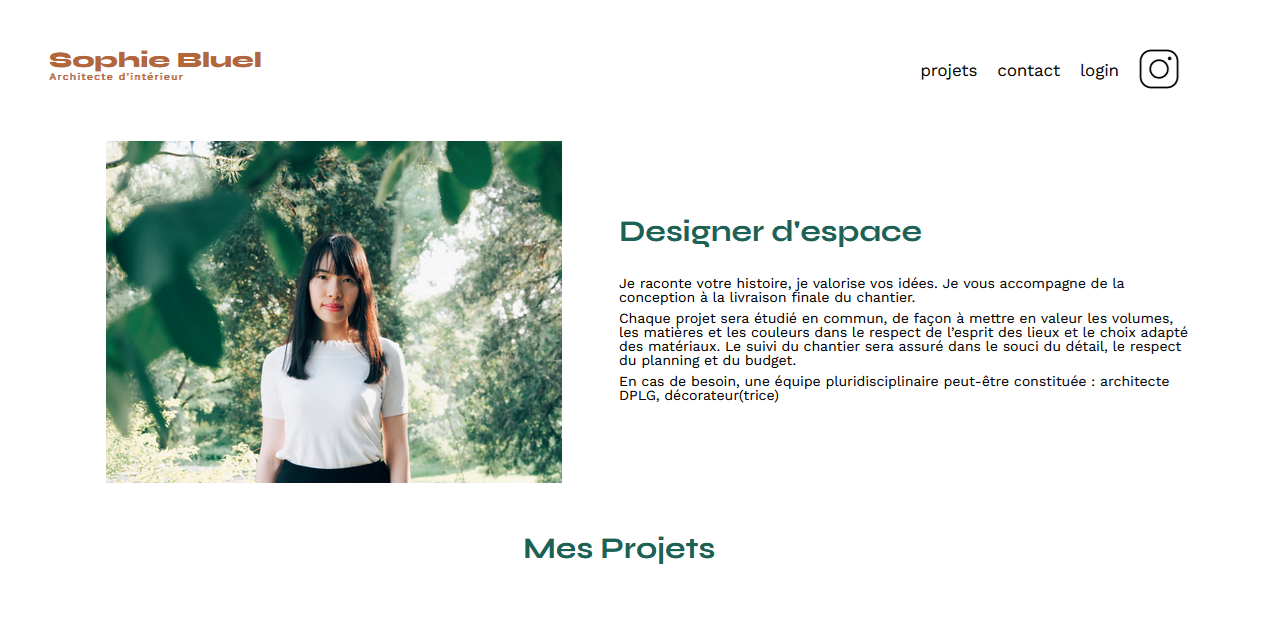 Sophie Bluel
Architecte d'intérieur
projets contact login
Designer d'espace
Je raconte votre histoire, je valorise vos idées. Je vous accompagne de la
conception à la livraison finale du chantier.
Chaque projet sera étudié en commun, de façon à mettre en valeur les volumes,
les matières et les couleurs dans le respect de l’esprit des lieux et le choix adapté
des matériaux. Le suivi du chantier sera assuré dans le souci du détail, le respect
du planning et du budget.
En cas de besoin, une équipe pluridisciplinaire peut-être constituée : architecte
DPLG, décorateur(trice)
Mes Projets